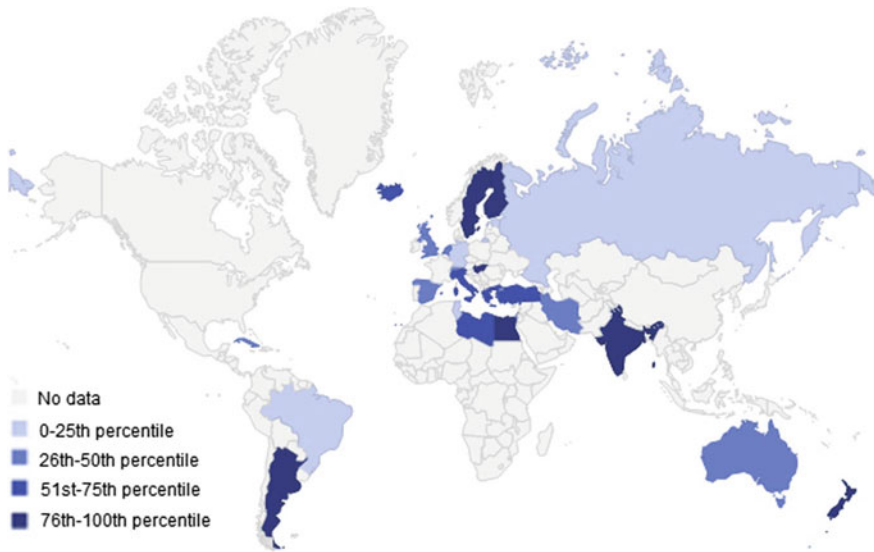 No data
0-25th percentile
26th-50th percentile
51st-75th percentile
76th-100th percentile